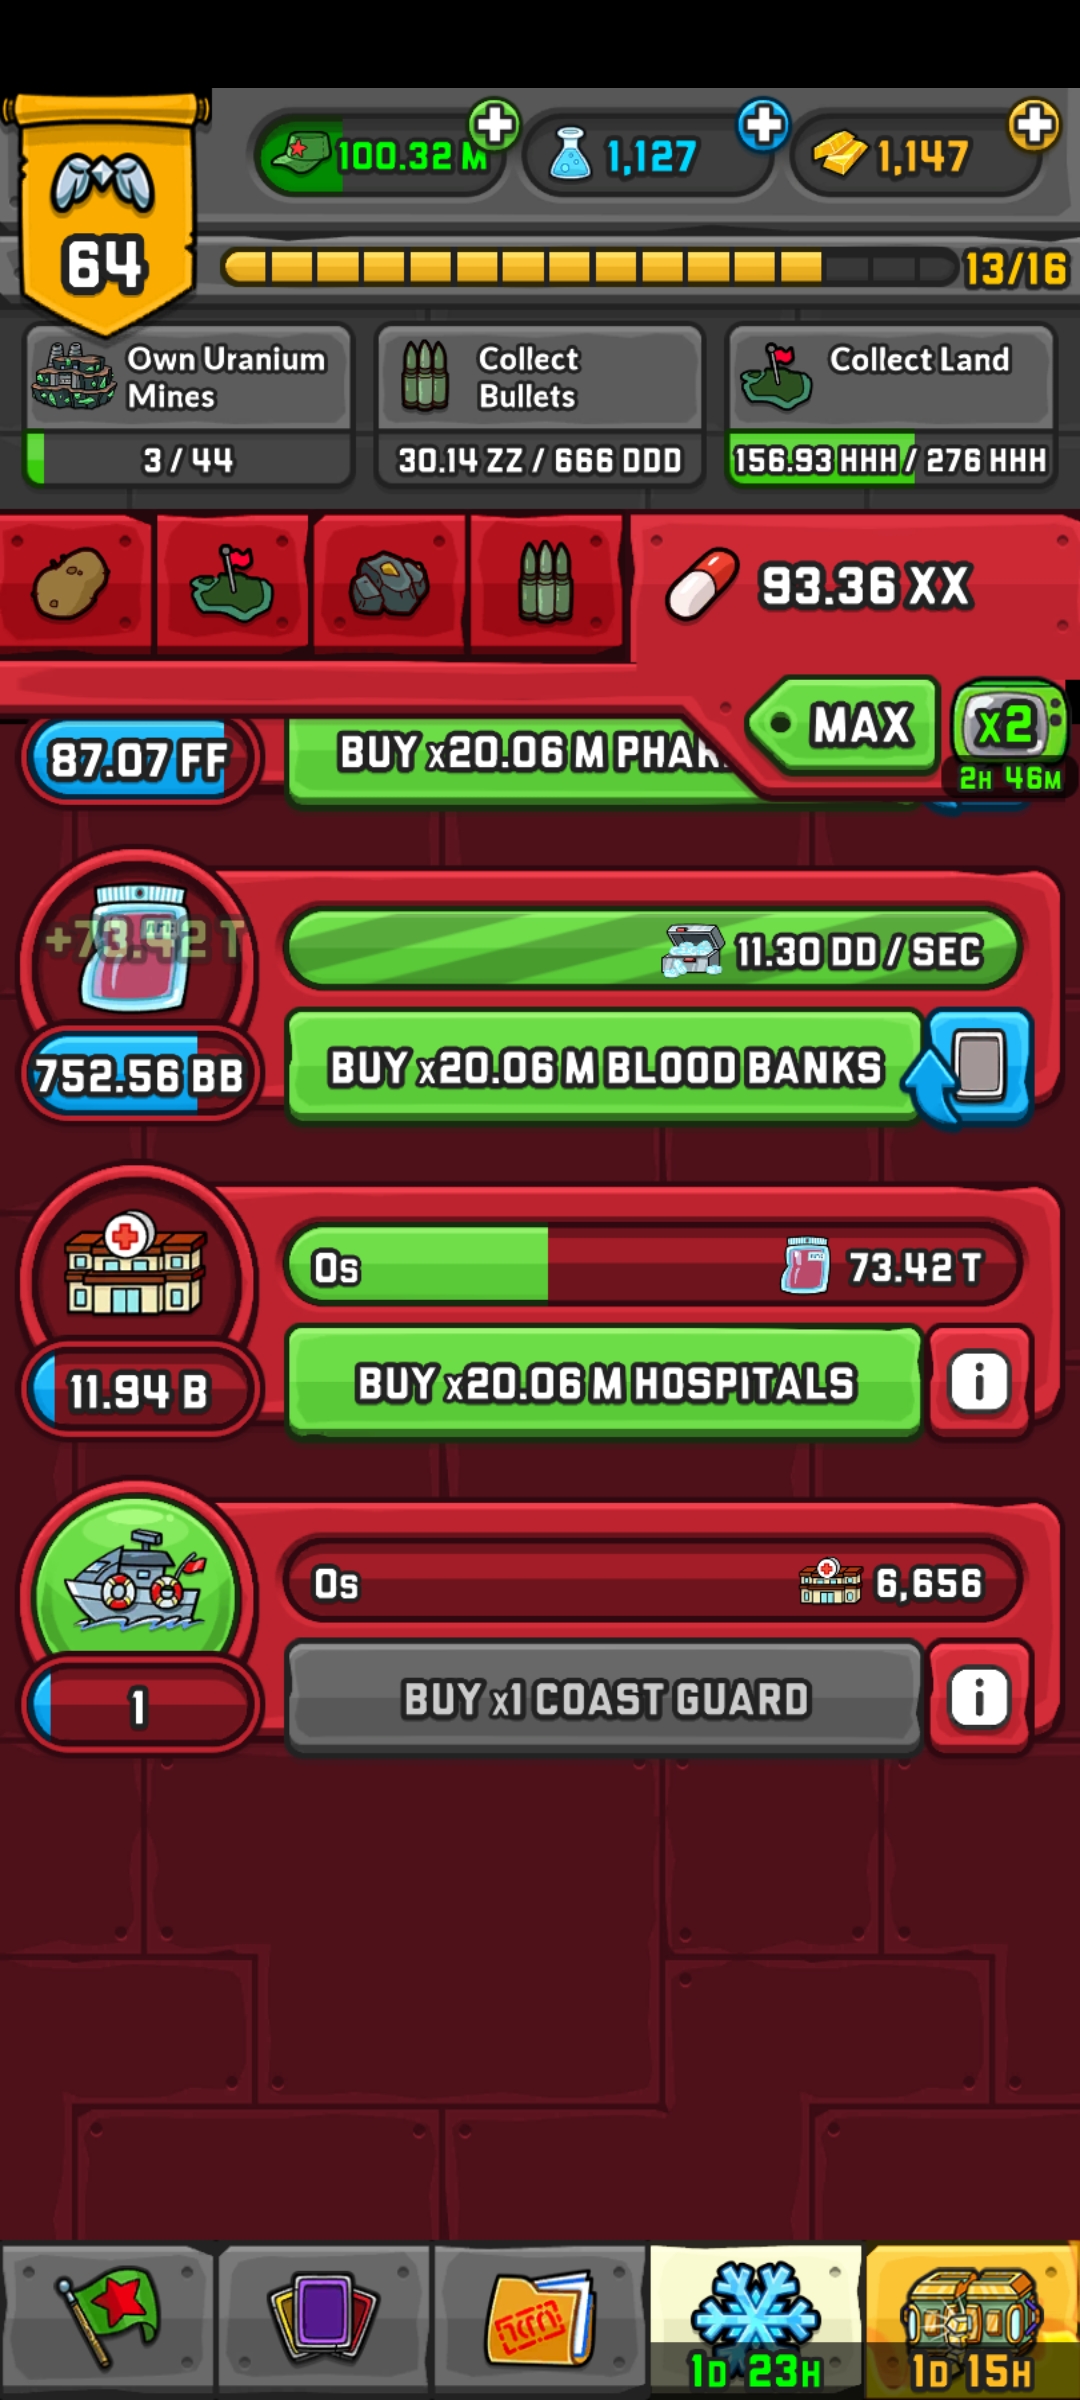 100.32 M
1,127
1,147
64
13/16
Own Uranium
Mines
3 / 44
Collect
Bullets
30.14 ZZ / 666 DDD
Collect Land
156.93 HHH / 276 HHH
93.36 XX
MAX
X2
2H 46M
87.07 FF
BUY x20.06 M PHAR
+73.42 T
11.30 DD / SEC
752.56 BB
BUY x20.06 M BLOOD BANKS
0s
73.42 T
11.94 B
BUY x20.06 M HOSPITALS
i
0s
6,656
1
BUY x1 COAST GUARD
i
1D 23H
1D 15H